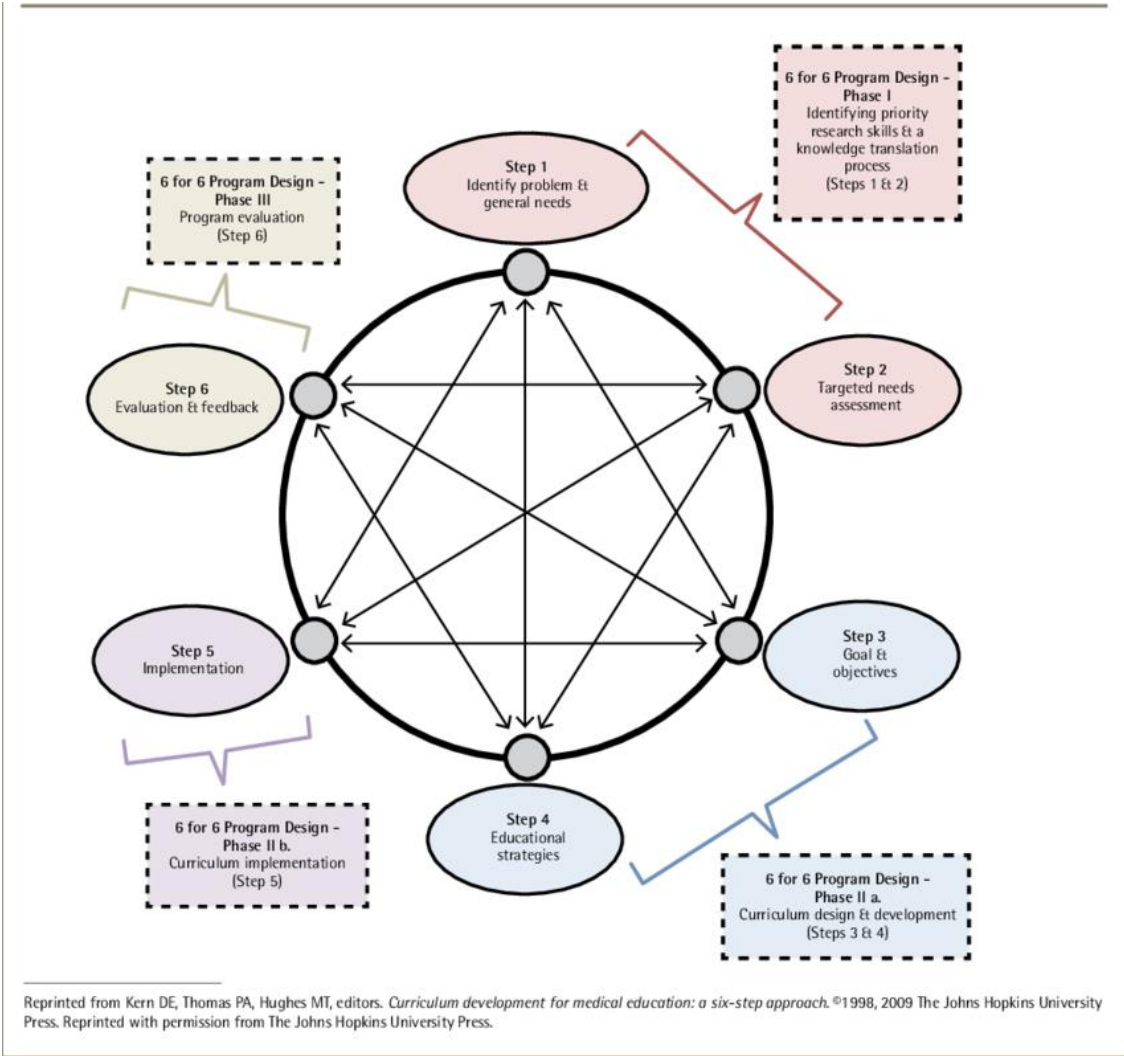 6 for 6 Program Design -
Phase I
Identifying priority
research skills & a
knowledge translation
process
(Steps 1 & 2)
Step 1
Identify problem &
general needs
6 for 6 Program Design -
Phase III
Program evaluation
(Step 6)
Step 2
Targeted needs
assessment
Step 6
Evaluation & feedback
Step 3
Goal &
objectives
Step 5
Implementation
Step 4
Educational
strategies
6 for 6 Program Design -
Phase II b.
Curriculum implementation
(Step 5)
6 for 6 Program Design -
Phase II a.
Curriculum design & development
(Steps 3 & 4)
Reprinted from Kern DE, Thomas PA, Hughes MT, editors. Curriculum development for medical education: a six-step approach. ©1998, 2009 The Johns Hopkins University
Press. Reprinted with permission from The Johns Hopkins University Press.